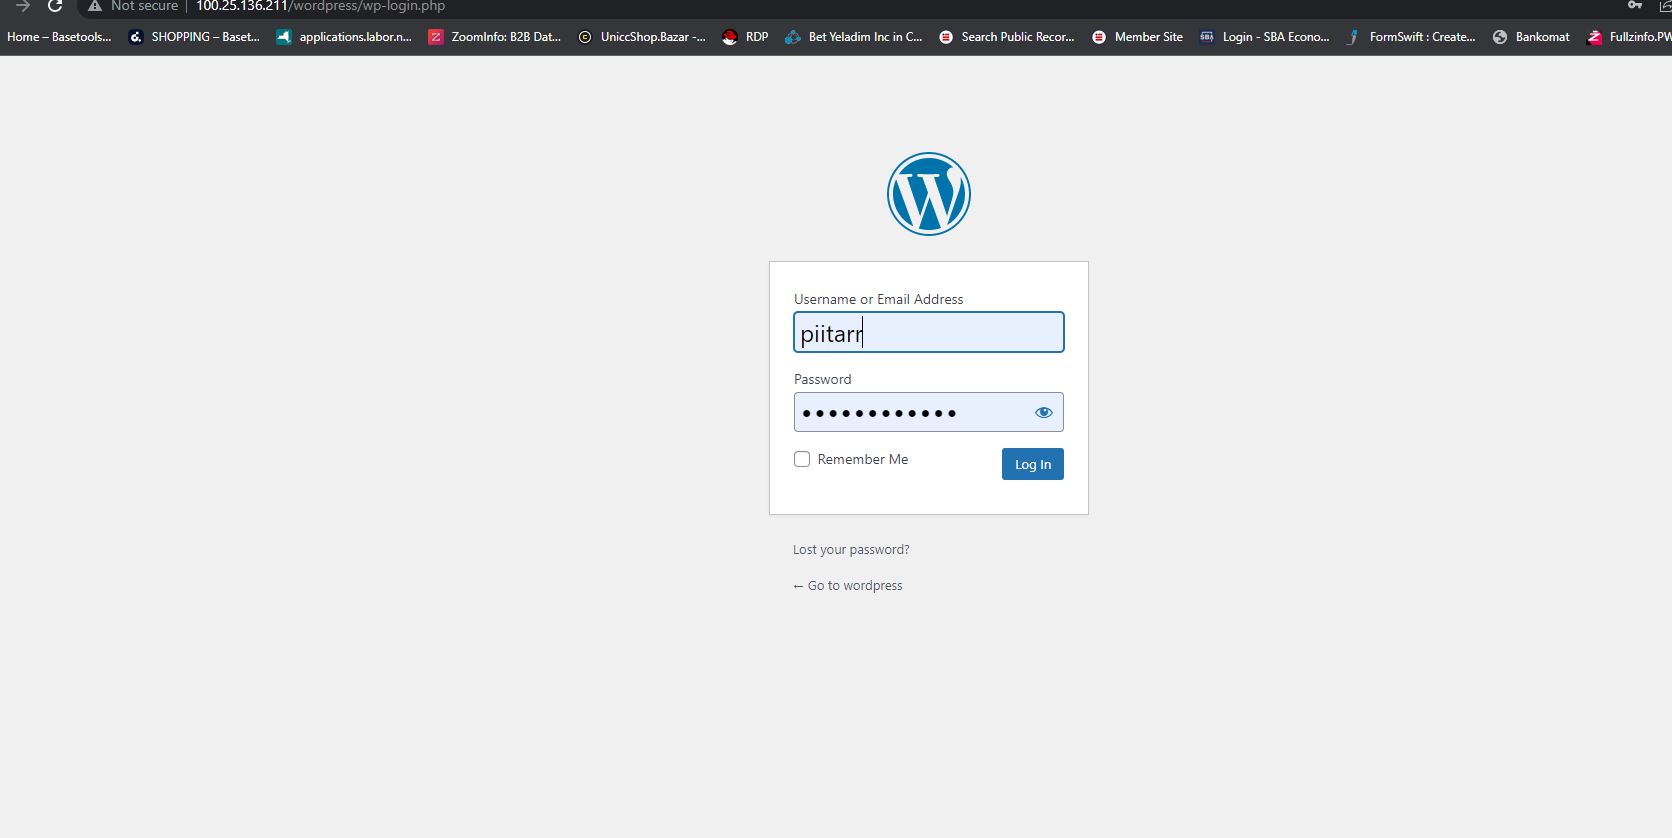 Not secure | 100.25.136.211/wordpress/wp-login.php
Home – Basetools... SHOPPING – Baset... applications.labor.n... ZoomInfo: B2B Dat... UniccShop.Bazar -... RDP Bet Yeladim Inc in C... Search Public Recor... Member Site Login - SBA Econo... FormSwift : Create... Bankomat Fullzinfo.PW
Username or Email Address
piitarr
Password
Remember Me
Log In
Lost your password?
← Go to wordpress